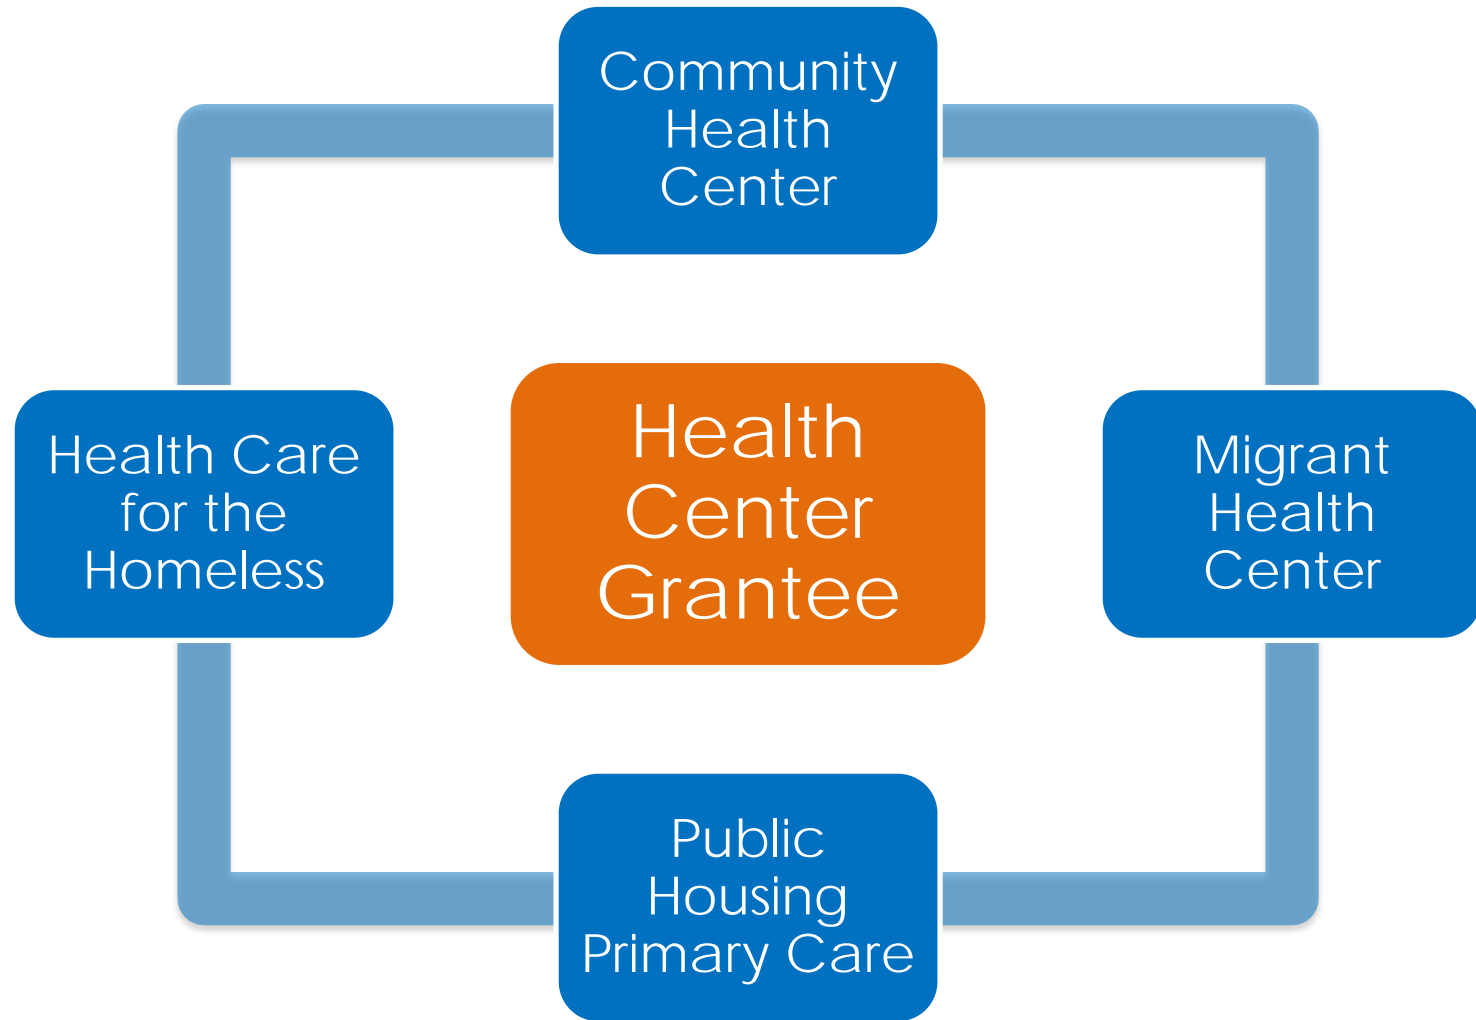 Community
Health
Center
Health Care
for the
Homeless
Health
Center
Grantee
Migrant
Health
Center
Public
Housing
Primary Care